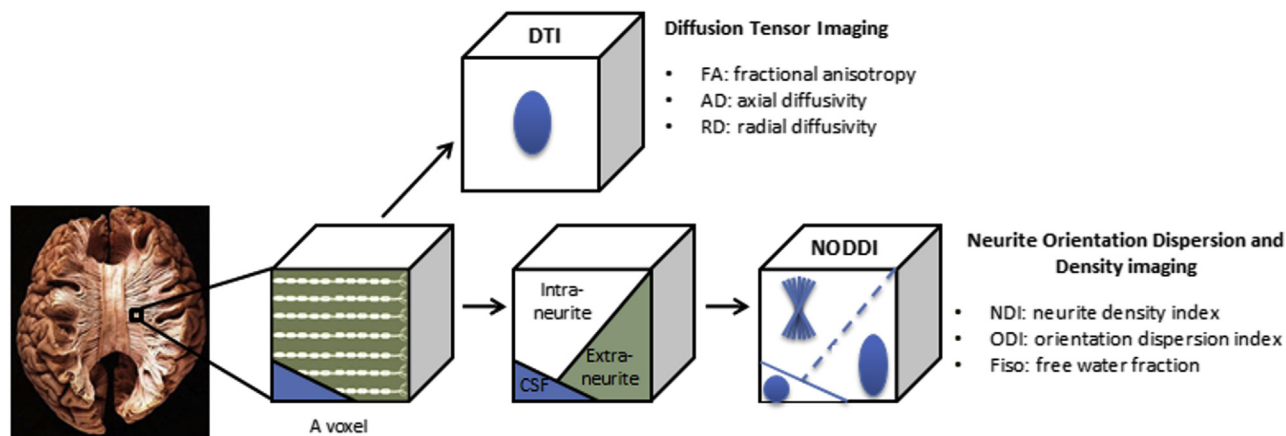 DTI
Diffusion Tensor Imaging
• FA: fractional anisotropy
• AD: axial diffusivity
• RD: radial diffusivity
A voxel
Intra-
neurite
Extra-
neurite
CSF
NODDI
Neurite Orientation Dispersion and
Density imaging
• NDI: neurite density index
• ODI: orientation dispersion index
• Fiso: free water fraction